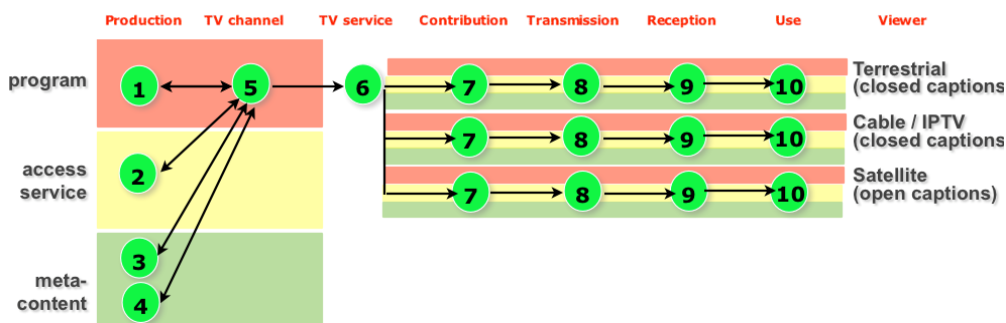 Production TV channel TV service Contribution Transmission Reception Use Viewer
program
1 5 6 7 8 9 10
Terrestrial
(closed captions
access
service
2
7 8 9 10
Cable / IPTV
(closed captions
7 8 9 10
Satellite
(open captions)
meta-
content
3
4